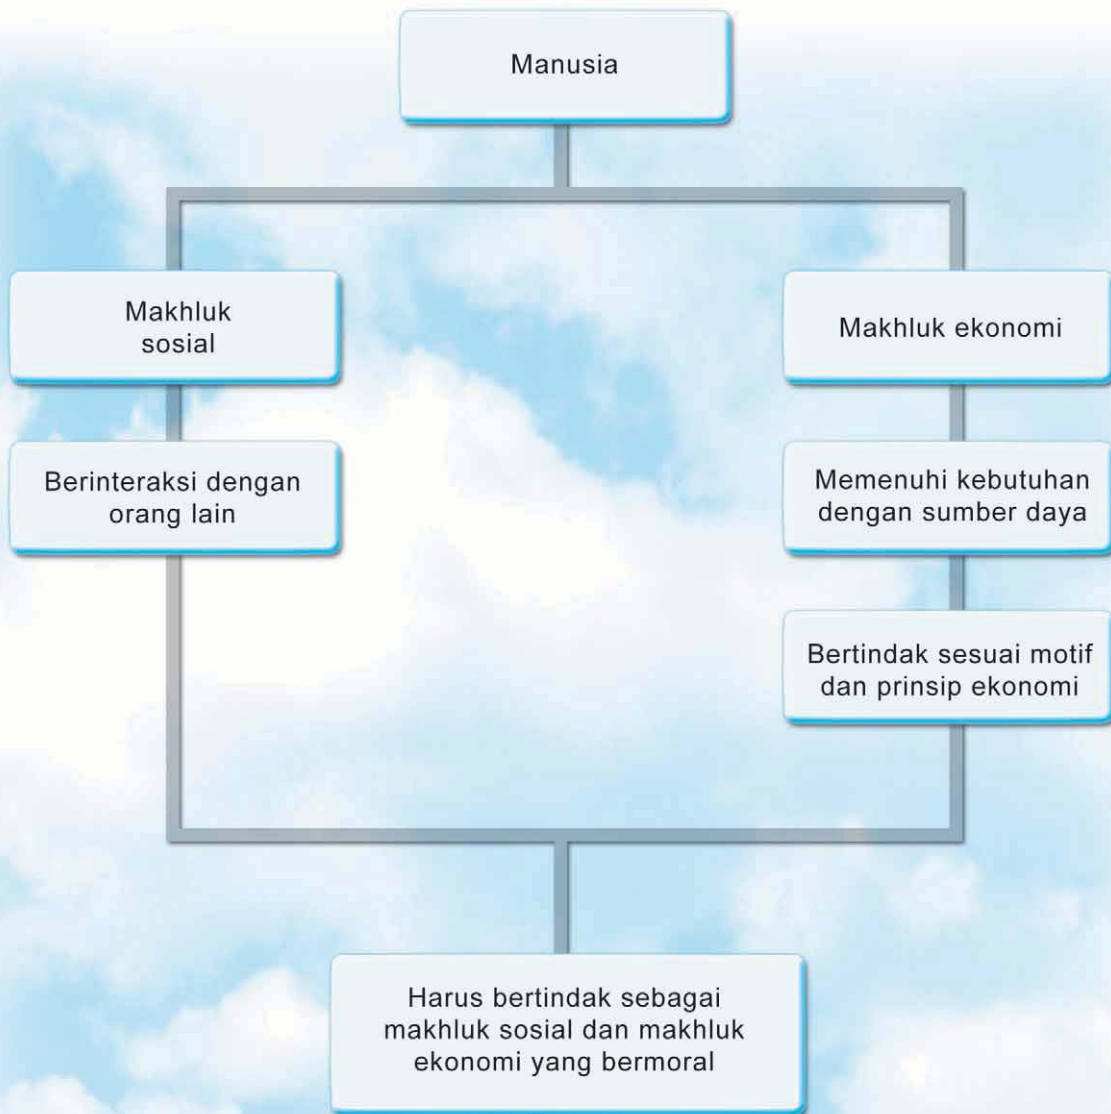 Manusia
Makhluk
sosial
Makhluk ekonomi
Berinteraksi dengan
orang lain
Memenuhi kebutuhan
dengan sumber daya
Bertindak sesuai motif
dan prinsip ekonomi
Harus bertindak sebagai
makhluk sosial dan makhluk
ekonomi yang bermoral